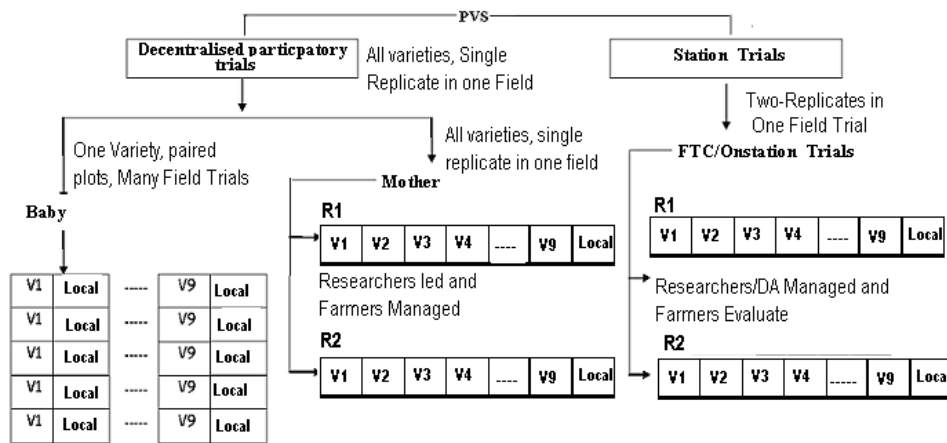 PVS
Decentralised particpatory
trials
All varieties, Single
Replicate in one Field
Station Trials
Two-Replicates in
One Field Trial
One Variety, paired
plots, Many Field Trials
All varieties, single
replicate in one field
FTC/Onstation Trials
Baby
Mother
R1
V1 V2 V3 V4 ---- V9 Local
R1
V1 V2 V3 V4 ---- V9 Local
Researchers led and
Farmers Managed
Researchers/DA Managed and
Farmers Evaluate
R2
V1 V2 V3 V4 ---- V9 Local
R2
V1 V2 V3 V4 ----- V9 Local
V1 Local ----- V9 Local
V1 Local ----- V9 Local
V1 Local ----- V9 Local
V1 Local ----- V9 Local
V1 Local ----- V9 Local